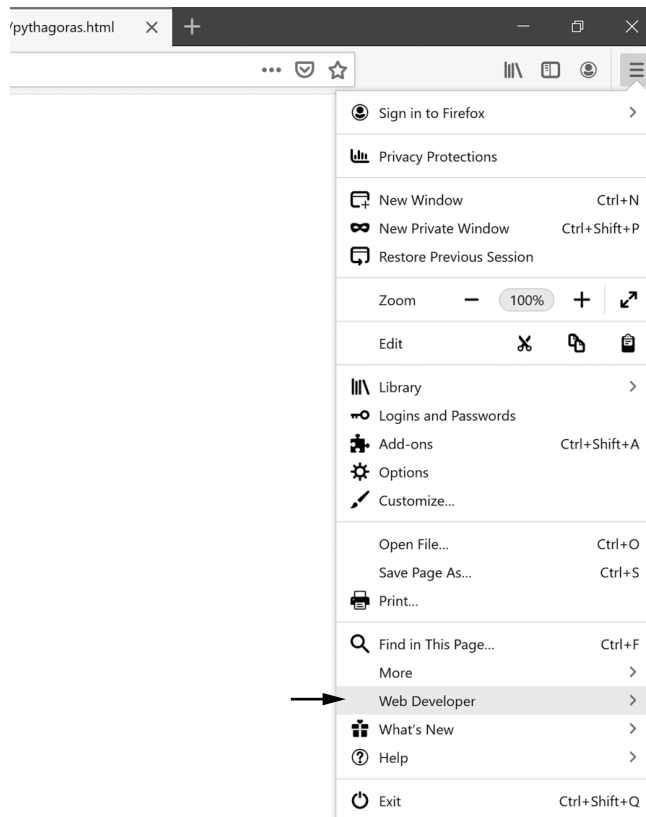 /pythagoras.html
Sign in to Firefox
Privacy Protections
New Window Ctrl+N
New Private Window Ctrl+Shift+P
Restore Previous Session
Zoom 100%
Edit
Library
Logins and Passwords
Add-ons Ctrl+Shift+A
Options
Customize...
Open File... Ctrl+O
Save Page As... Ctrl+S
Print...
Find in This Page... Ctrl+F
More
Web Developer
What's New
Help
Exit Ctrl+Shift+Q